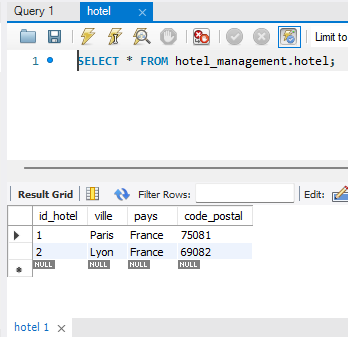 Query 1 hotel ×
Limit to
1 SELECT * FROM hotel_management.hotel;
Result Grid Filter Rows: Edit:
id_hotel ville pays code_postal
1 Paris France 75081
2 Lyon France 69082
NULL NULL NULL NULL
hotel 1 ×